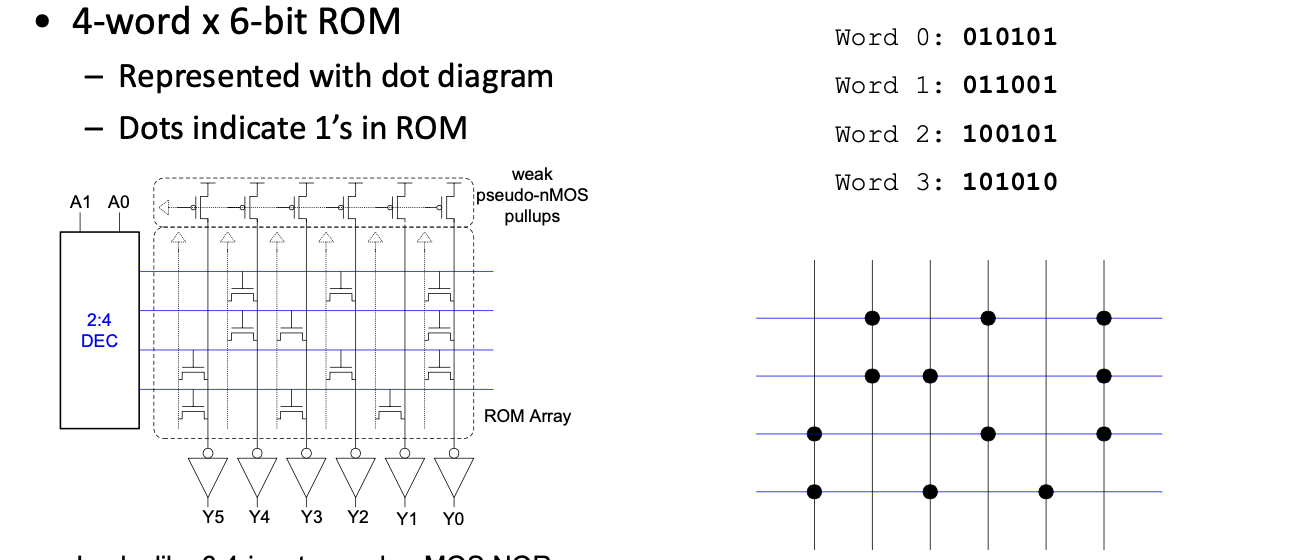 • 4-word x 6-bit ROM
– Represented with dot diagram
– Dots indicate 1’s in ROM
Word 0: 010101
Word 1: 011001
Word 2: 100101
Word 3: 101010
weak
pseudo-nMOS
pullups
A1 A0
2:4
DEC
ROM Array
Y5 Y4 Y3 Y2 Y1 Y0